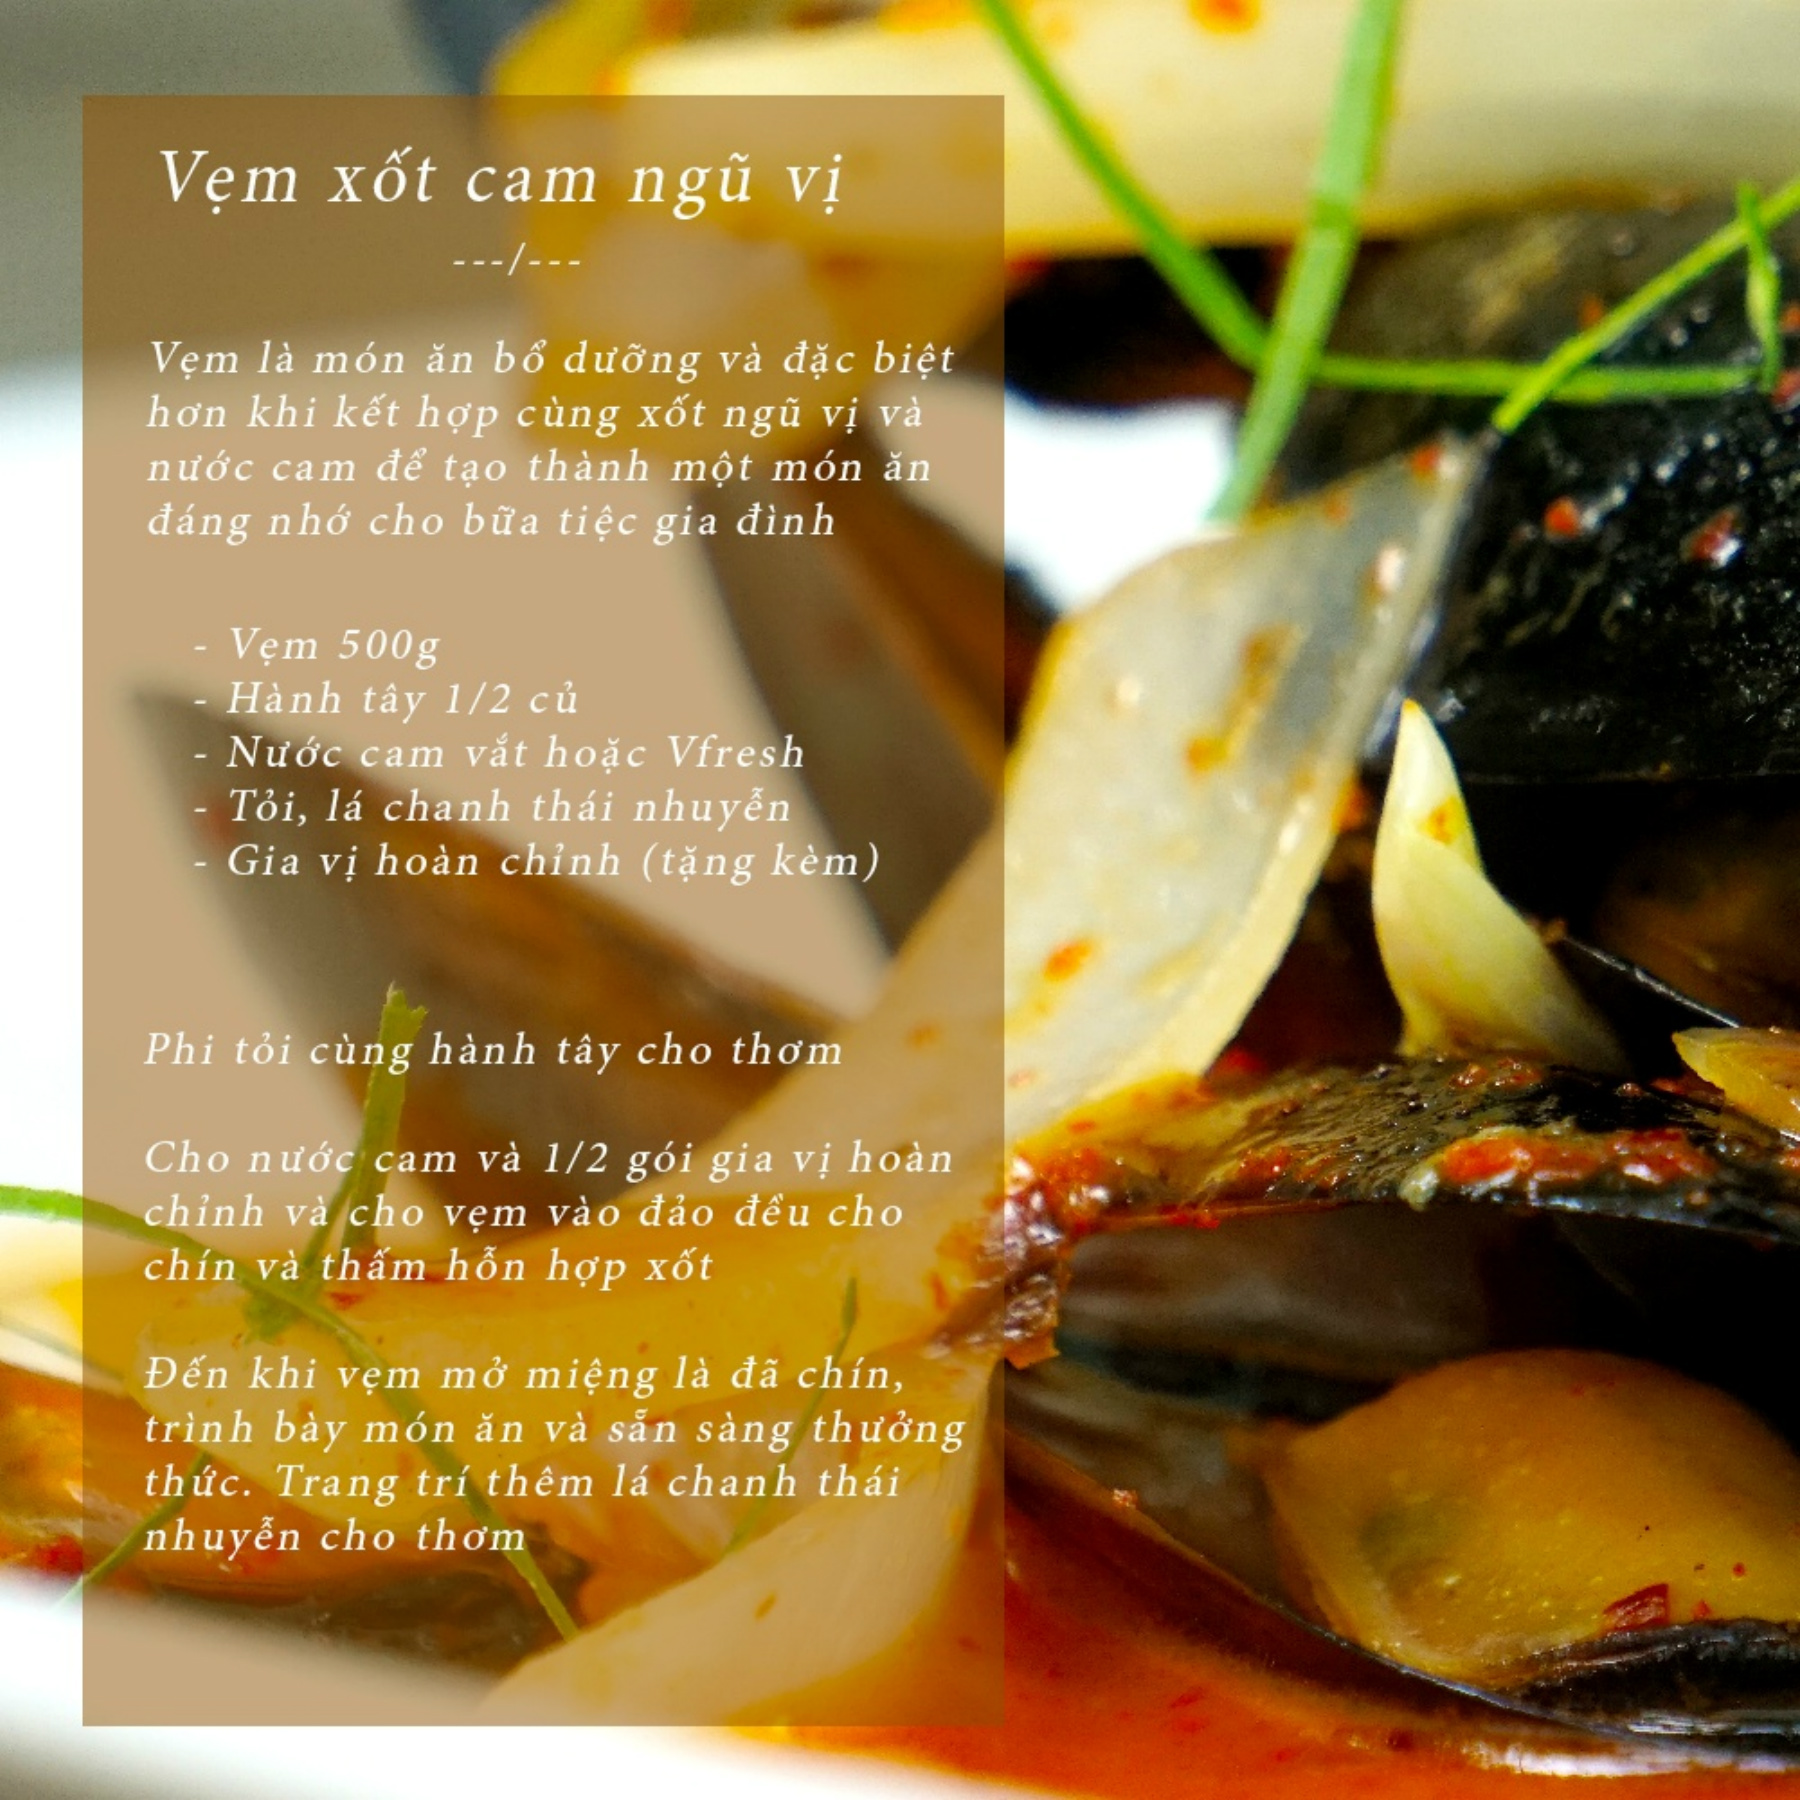 Vẹm xốt cam ngũ vị
---/---
Vẹm là món ăn bổ dưỡng và đặc biệt
hơn khi kết hợp cùng xốt ngũ vị và
nước cam để tạo thành một món ăn
đáng nhớ cho bữa tiệc gia đình
- Vẹm 500g
- Hành tây 1/2 củ
- Nước cam vắt hoặc Vfresh
- Tỏi, lá chanh thái nhuyễn
- Gia vị hoàn chỉnh (tặng kèm)
Phi tỏi cùng hành tây cho thơm
Cho nước cam và 1/2 gói gia vị hoàn
chỉnh và cho vẹm vào đảo đều cho
chín và thấm hỗn hợp xốt
Đến khi vẹm mở miệng là đã chín,
trình bày món ăn và sẵn sàng thưởng
thức. Trang trí thêm lá chanh thái
nhuyễn cho thơm